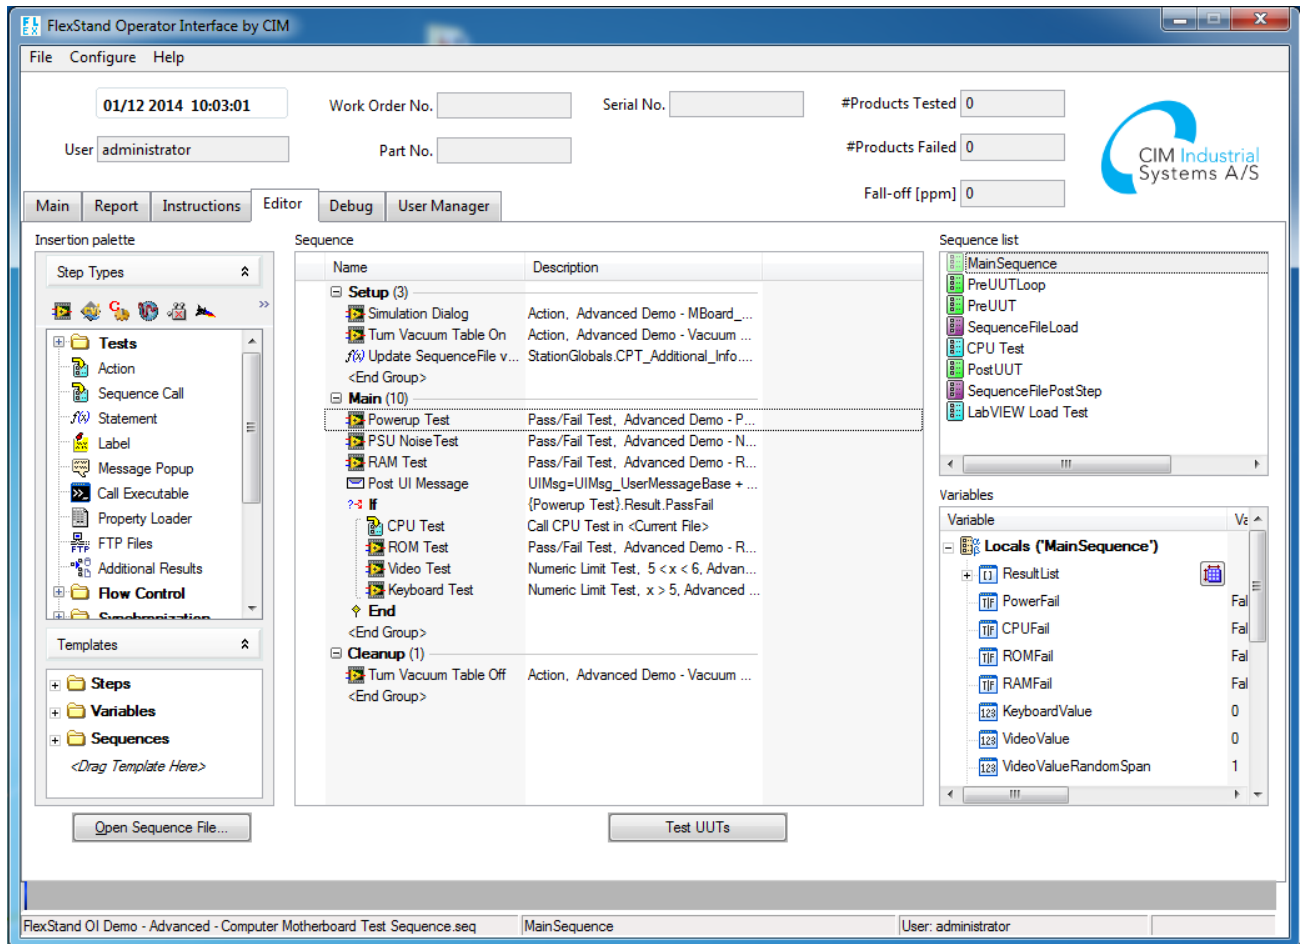 FlexStand Operator Interface by CIM
File Configure Help
01/12 2014 10:03:01
Work Order No.
Serial No.
#Products Tested 0
User administrator
Part No.
#Products Failed 0
Fall-off [ppm] 0
CIM Industrial
Systems A/S
Main Report Instructions Editor Debug User Manager
Insertion palette
Step Types
Tests
Action
Sequence Call
Statement
Label
Message Popup
Call Executable
Property Loader
FTP Files
Additional Results
Flow Control
Synchronization
Templates
Steps
Variables
Sequences
<Drag Template Here>
Open Sequence File...
Sequence
Name Description
Setup (3)
Simulation Dialog Action, Advanced Demo - MBoard_...
Turn Vacuum Table On Action, Advanced Demo - Vacuum ...
Update SequenceFile v... StationGlobals.CPT_Additional_Info....
<End Group>
Main (10)
Powerup Test Pass/Fail Test, Advanced Demo - P...
PSU NoiseTest Pass/Fail Test, Advanced Demo - N...
RAM Test Pass/Fail Test, Advanced Demo - R...
Post UI Message UIMsg=UIMsg_UserMessageBase + ...
If {Powerup Test}.Result.PassFail
CPU Test Call CPU Test in <Current File>
ROM Test Pass/Fail Test, Advanced Demo - R...
Video Test Numeric Limit Test, 5 < x < 6, Advan...
Keyboard Test Numeric Limit Test, x > 5, Advanced ...
End
<End Group>
Cleanup (1)
Turn Vacuum Table Off Action, Advanced Demo - Vacuum ...
<End Group>
Test UUTs
Sequence list
MainSequence
PreUUTLoop
PreUUT
SequenceFileLoad
CPU Test
PostUUT
SequenceFilePostStep
LabVIEW Load Test
Variables
Variable Va
Locals ('MainSequence')
ResultList
PowerFail Fal
CPUFail Fal
ROMFail Fal
RAMFail Fal
KeyboardValue 0
VideoValue 0
VideoValueRandomSpan 1
FlexStand OI Demo - Advanced - Computer Motherboard Test Sequence.seq MainSequence User: administrator